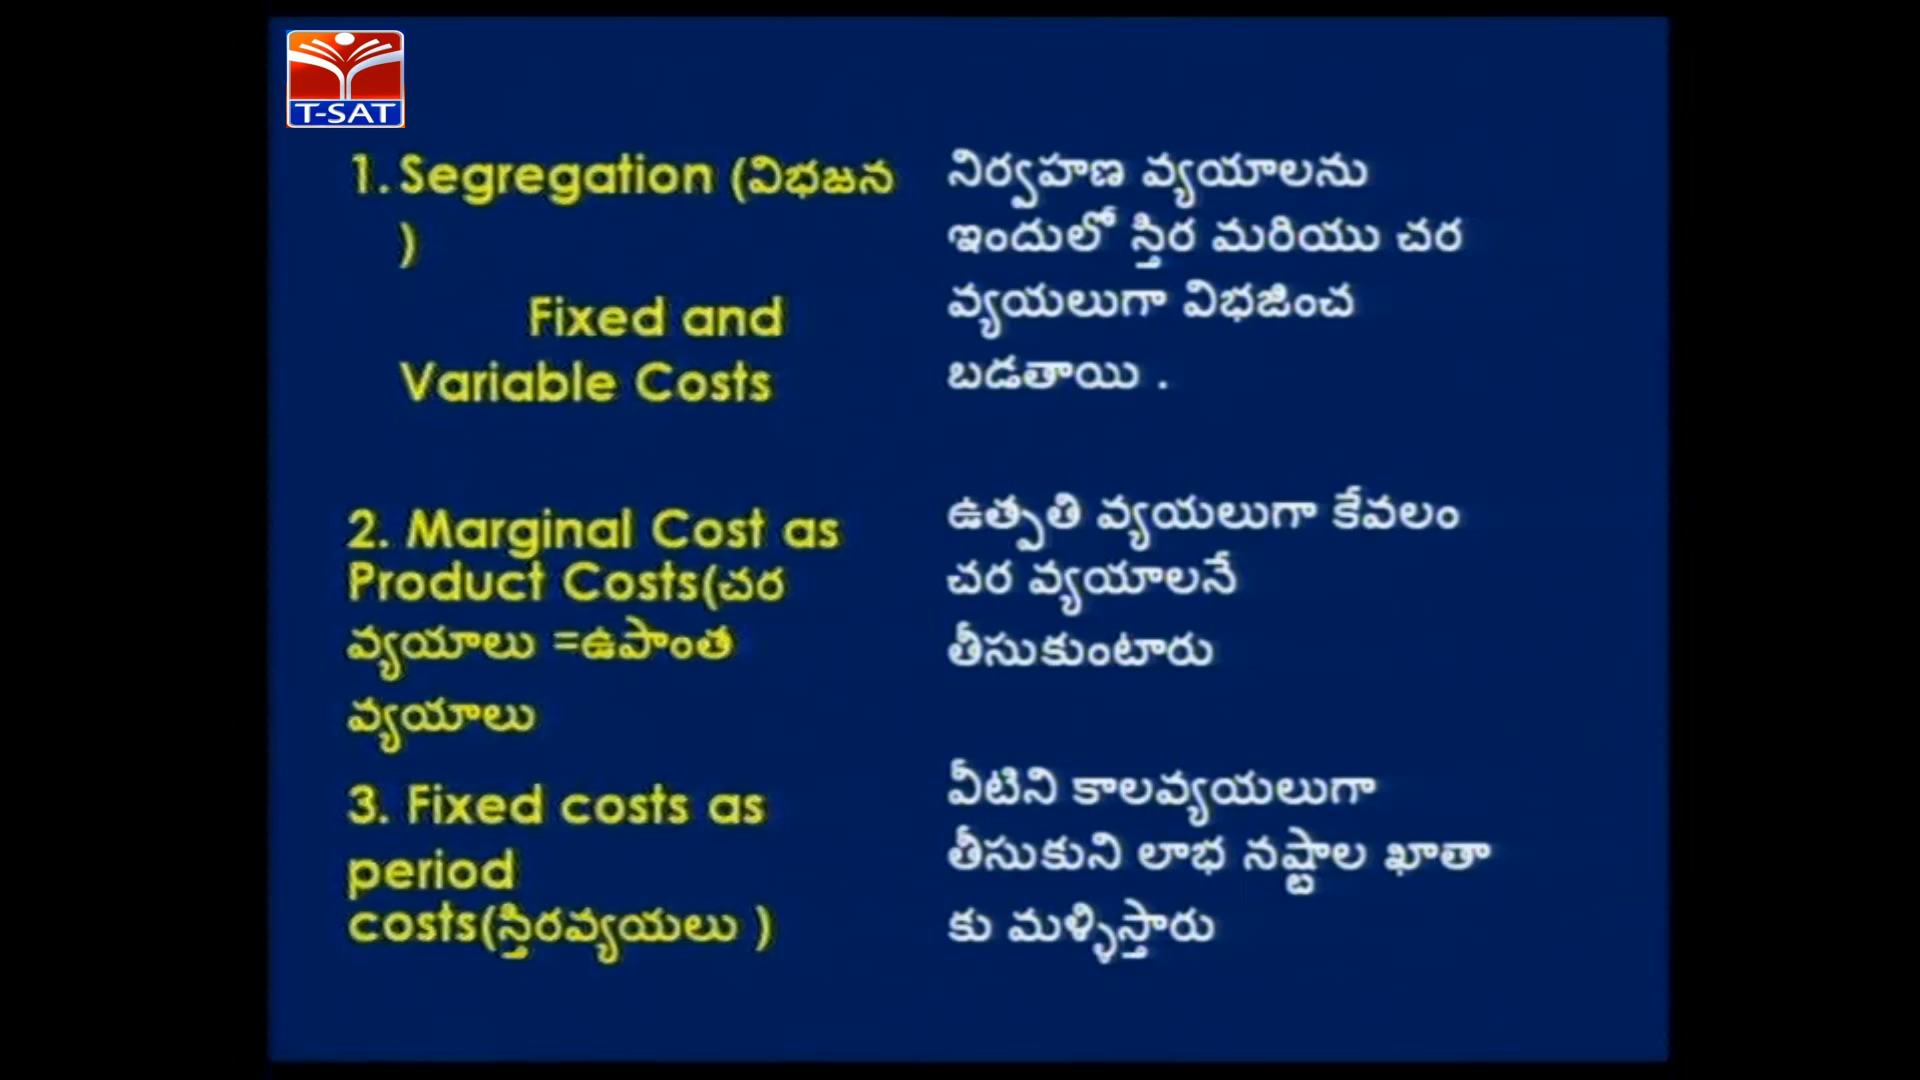 T-SAT
1. Segregation (విభజన
)
Fixed and
Variable Costs
నిర్వహణ వ్యయాలను
ఇందులో స్తిర మరియు చర
వ్యయలుగా విభజించ
బడతాయి .
2. Marginal Cost as
Product Costs(చర
వ్యయాలు =ఉపాంత
వ్యయాలు
ఉత్పతి వ్యయలుగా కేవలం
చర వ్యయాలనే
తీసుకుంటారు
3. Fixed costs as
period
costs(స్తిరవ్యయలు )
వీటిని కాలవ్యయలుగా
తీసుకుని లాభ నష్టాల ఖాతా
కు మళ్ళిస్తారు